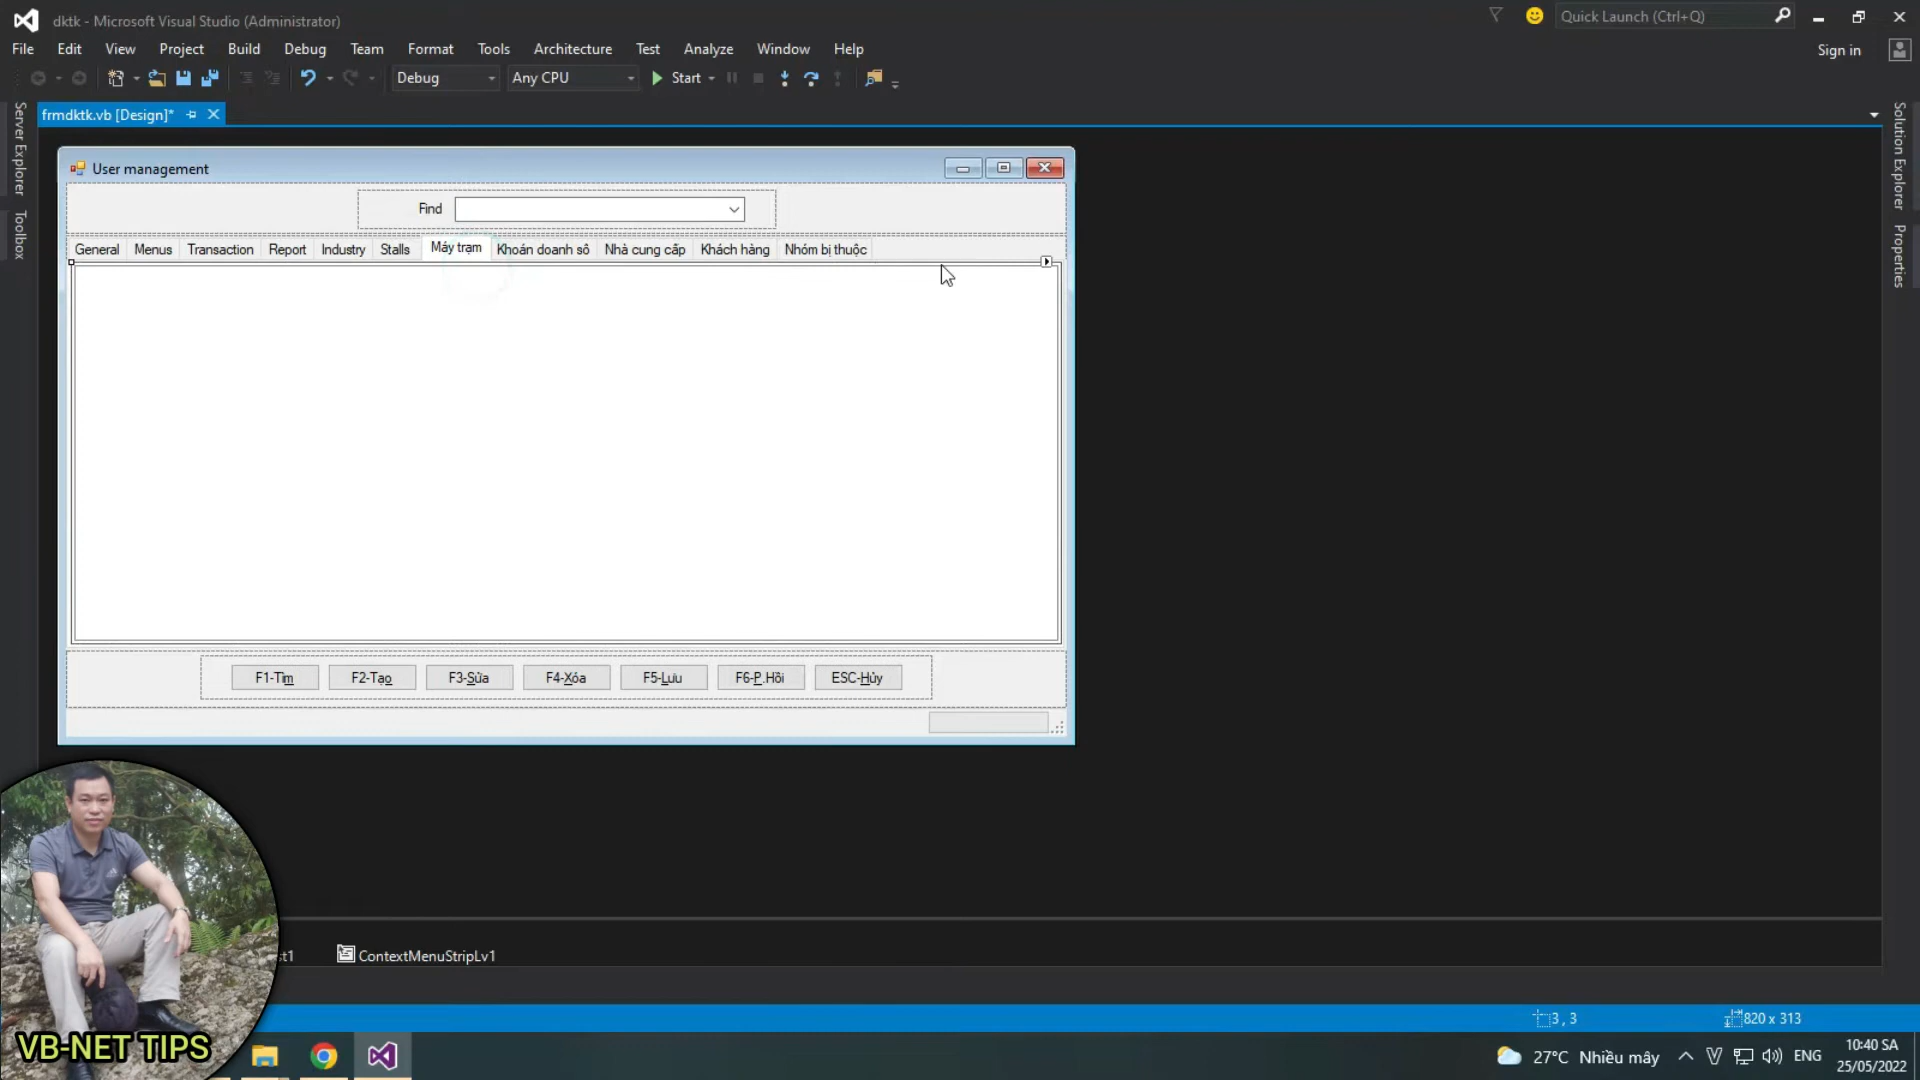 dktk - Microsoft Visual Studio (Administrator)
Quick Launch (Ctrl+Q)
File Edit View Project Build Debug Team Format Tools Architecture Test Analyze Window Help
Sign in
Debug Any CPU Start
Server Explorer
Toolbox
frmdktk.vb [Design]*
Solution Explorer
Properties
User management
Find
General Menus Transaction Report Industry Stalls Máy trạm Khoán doanh số Nhà cung cấp Khách hàng Nhóm bị thuộc
F1-Tìm F2-Tạo F3-Sửa F4-Xóa F5-Lưu F6-P.Hồi ESC-Hủy
st1 ContextMenuStripLv1
3 , 3 820 x 313
VB-NET TIPS
27°C Nhiều mây ENG 10:40 SA
25/05/2022